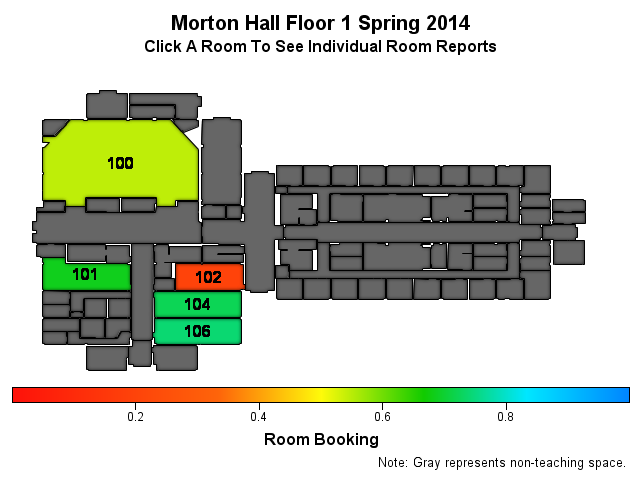 Morton Hall Floor 1 Spring 2014
Click A Room To See Individual Room Reports
100
101
102
104
106
0.2 0.4 0.6 0.8
Room Booking
Note: Gray represents non-teaching space.